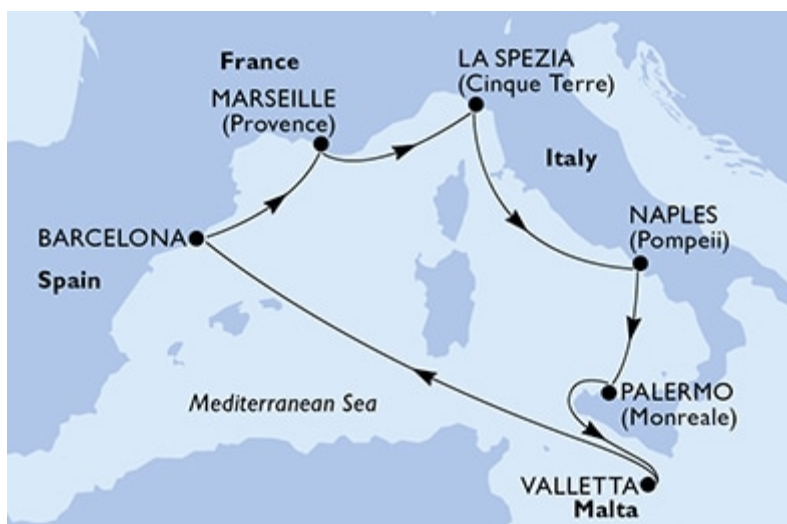 France
MARSEILLE
(Provence)
LA SPEZIA
(Cinque Terre)
Italy
BARCELONA
Spain
NAPLES
(Pompeii)
Mediterranean Sea
PALERMO
(Monreale)
VALLETTA
Malta